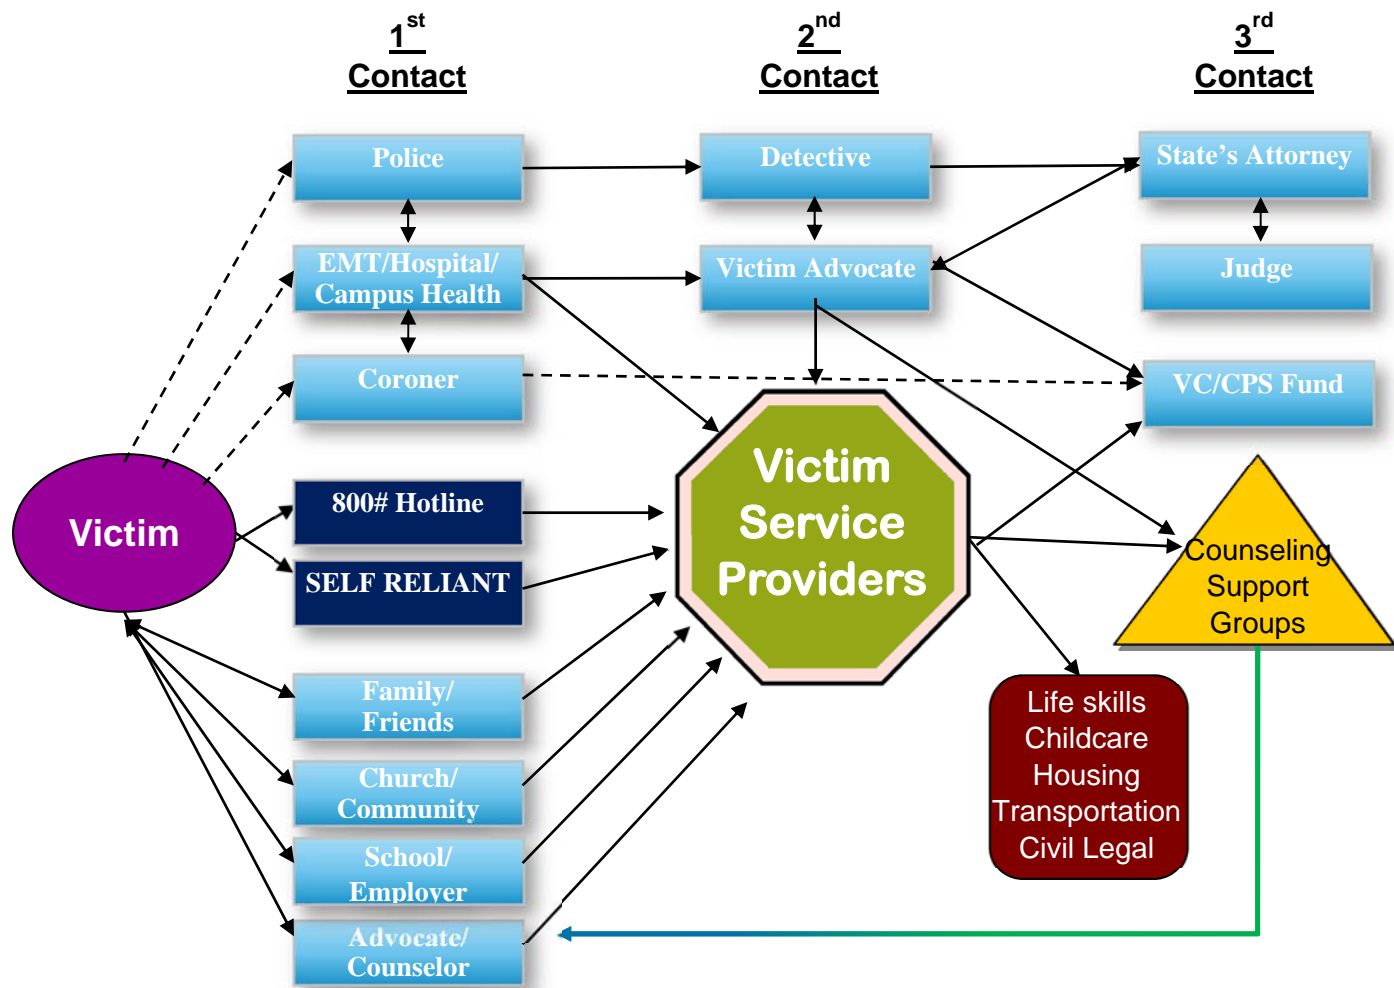 1st
Contact
2nd
Contact
3rd
Contact
Police
Detective
State's Attorney
EMT/Hospital/
Campus Health
Victim Advocate
Judge
Coroner
VC/CPS Fund
Victim
800# Hotline
SELF RELIANT
Victim
Service
Providers
Counseling
Support
Groups
Family/
Friends
Church/
Community
School/
Employer
Advocate/
Counselor
Life skills
Childcare
Housing
Transportation
Civil Legal